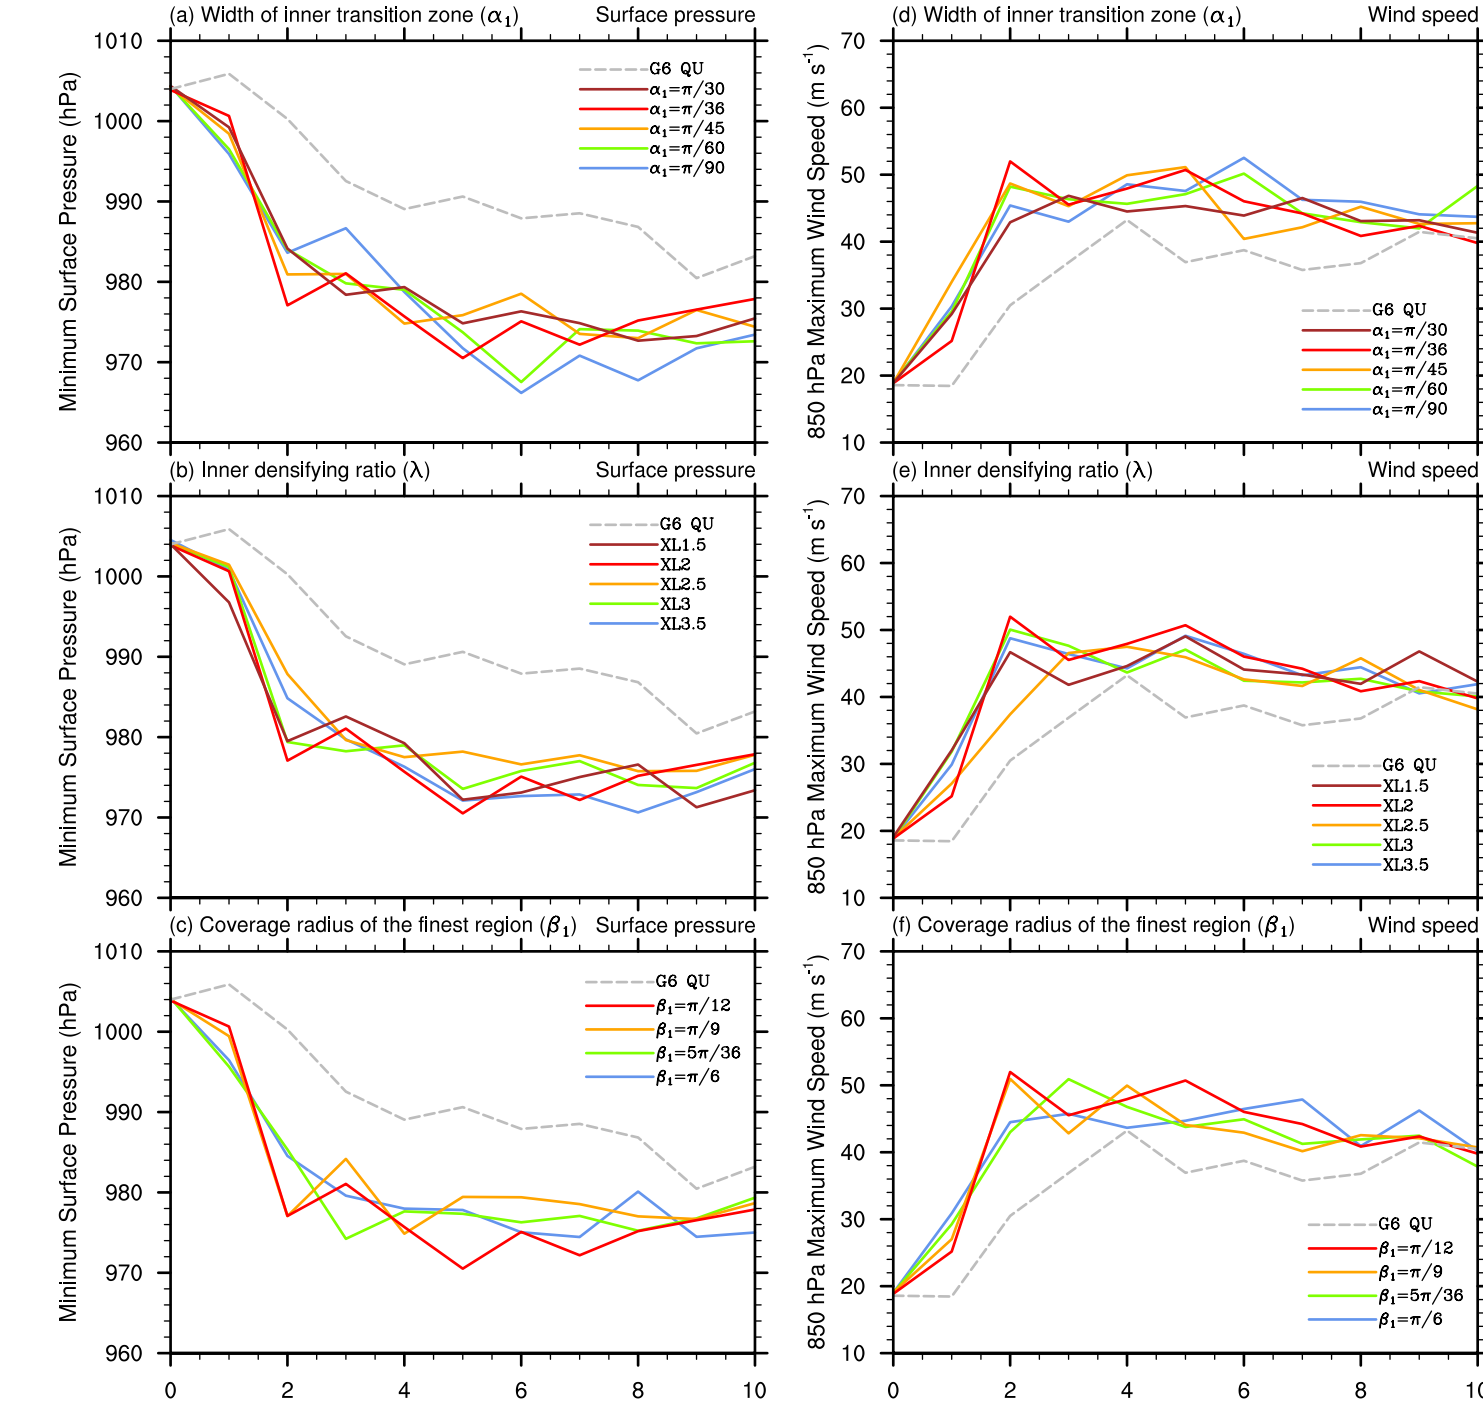 (a) Width of inner transition zone (α₁) Surface pressure
1010
1000
990
980
970
960
Minimum Surface Pressure (hPa)
G6 QU
α₁=π/30
α₁=π/36
α₁=π/45
α₁=π/60
α₁=π/90
(d) Width of inner transition zone (α₁) Wind speed
70
60
50
40
30
20
10
850 hPa Maximum Wind Speed (m s⁻¹)
G6 QU
α₁=π/30
α₁=π/36
α₁=π/45
α₁=π/60
α₁=π/90
(b) Inner densifying ratio (λ) Surface pressure
1010
1000
990
980
970
960
Minimum Surface Pressure (hPa)
G6 QU
XL1.5
XL2
XL2.5
XL3
XL3.5
(e) Inner densifying ratio (λ) Wind speed
70
60
50
40
30
20
10
850 hPa Maximum Wind Speed (m s⁻¹)
G6 QU
XL1.5
XL2
XL2.5
XL3
XL3.5
(c) Coverage radius of the finest region (β₁) Surface pressure
1010
1000
990
980
970
960
Minimum Surface Pressure (hPa)
G6 QU
β₁=π/12
β₁=π/9
β₁=5π/36
β₁=π/6
0 2 4 6 8 10
(f) Coverage radius of the finest region (β₁) Wind speed
70
60
50
40
30
20
10
850 hPa Maximum Wind Speed (m s⁻¹)
G6 QU
β₁=π/12
β₁=π/9
β₁=5π/36
β₁=π/6
0 2 4 6 8 10